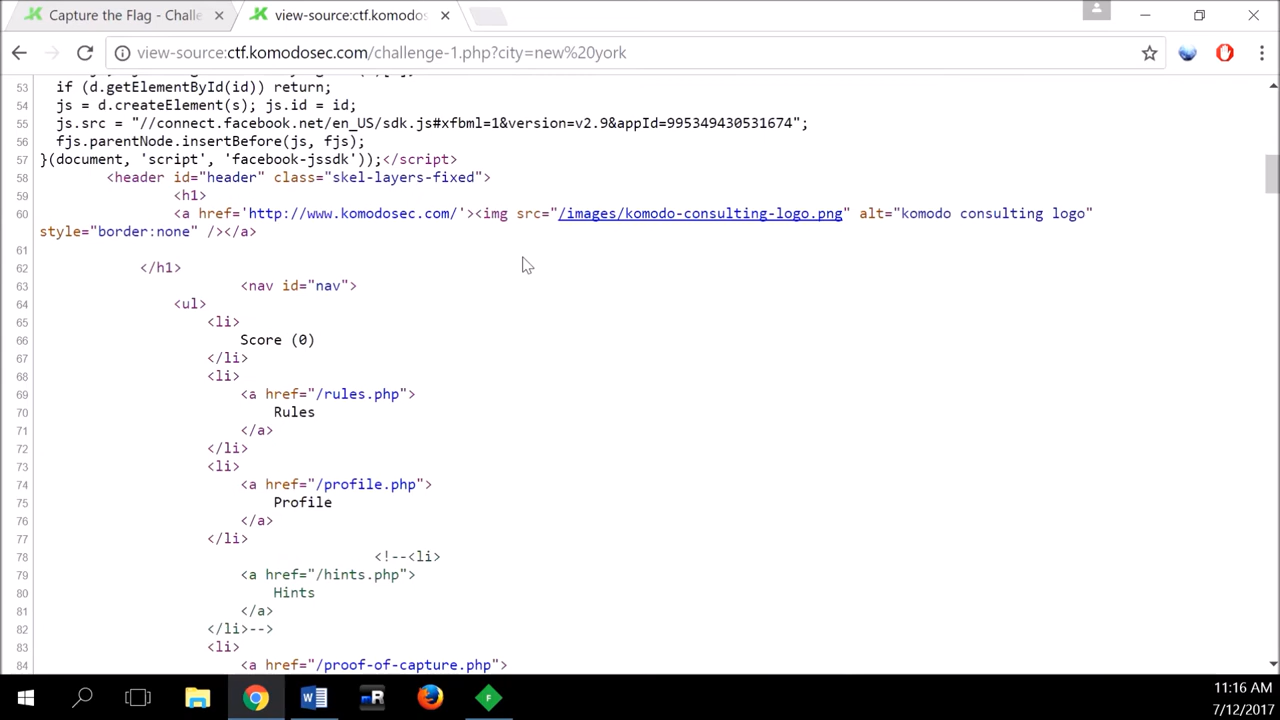 Capture the Flag - Challe
view-source:ctf.komodosec
view-source:ctf.komodosec.com/challenge-1.php?city=new%20york
53 if (d.getElementById(id)) return;
54 js = d.createElement(s); js.id = id;
55 js.src = "//connect.facebook.net/en_US/sdk.js#xfbml=1&version=v2.9&appId=995349430531674";
56 fjs.parentNode.insertBefore(js, fjs);
57 }(document, 'script', 'facebook-jssdk'));</script>
58 <header id="header" class="skel-layers-fixed">
59 <h1>
60 <a href='http://www.komodosec.com/'><img src="/images/komodo-consulting-logo.png" alt="komodo consulting logo"
style="border:none" /></a>
61
62 </h1>
63 <nav id="nav">
64 <ul>
65 <li>
66 Score (0)
67 </li>
68 <li>
69 <a href="/rules.php">
70 Rules
71 </a>
72 </li>
73 <li>
74 <a href="/profile.php">
75 Profile
76 </a>
77 </li>
78 <!--<li>
79 <a href="/hints.php">
80 Hints
81 </a>
82 </li>-->
83 <li>
84 <a href="/proof-of-capture.php">
11:16 AM
7/12/2017